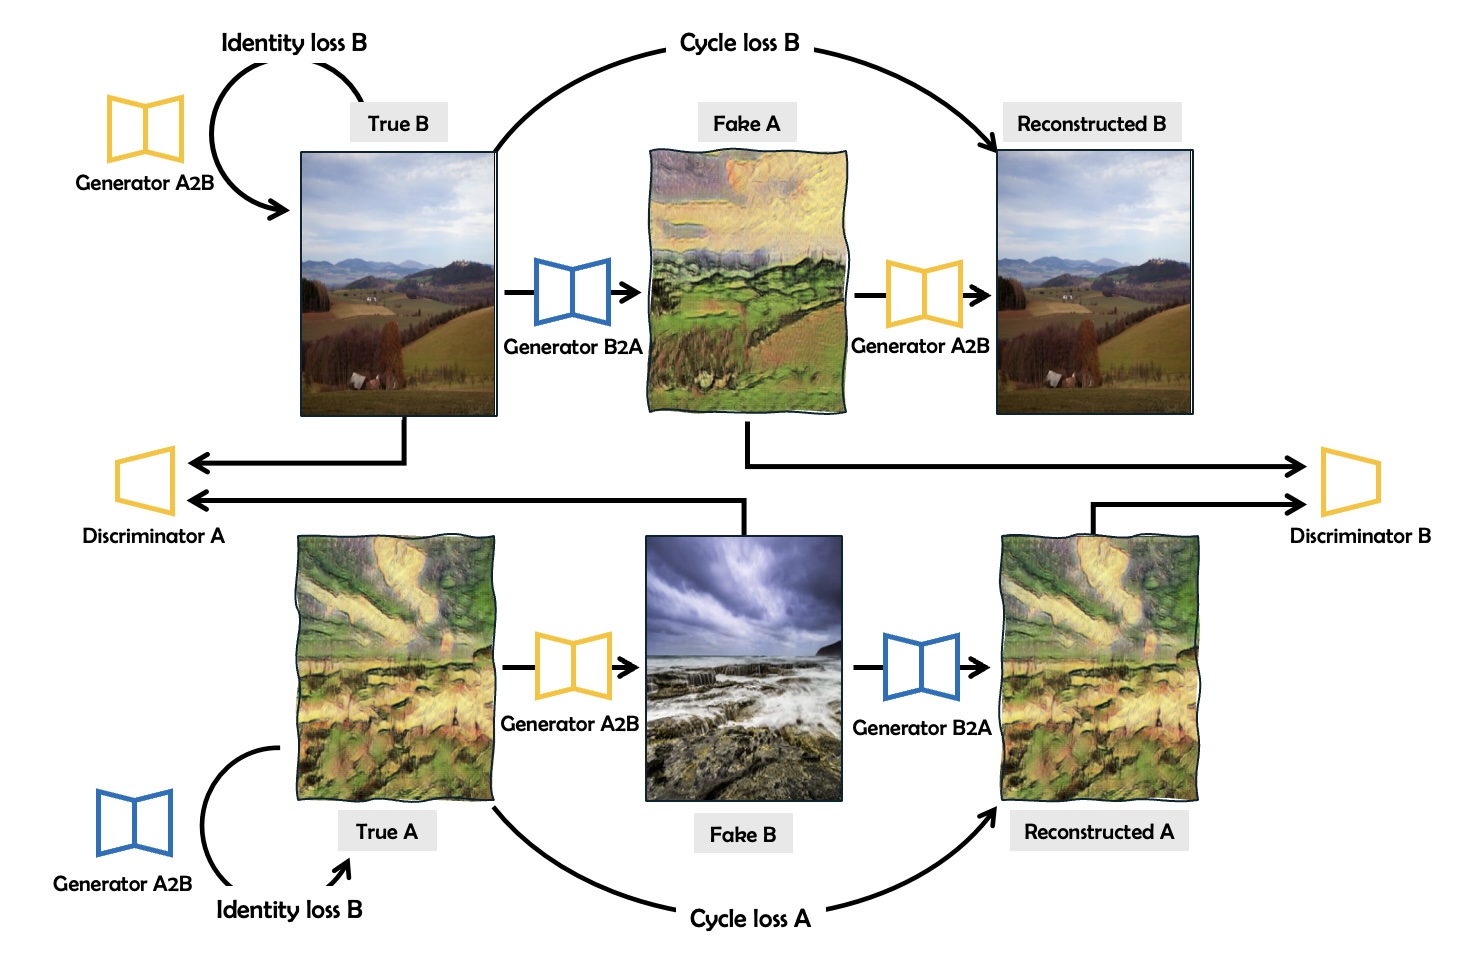 Identity loss B
Cycle loss B
True B
Fake A
Reconstructed B
Generator A2B
Generator B2A
Generator A2B
Discriminator A
Discriminator B
Generator A2B
Generator B2A
True A
Fake B
Reconstructed A
Generator A2B
Identity loss B
Cycle loss A